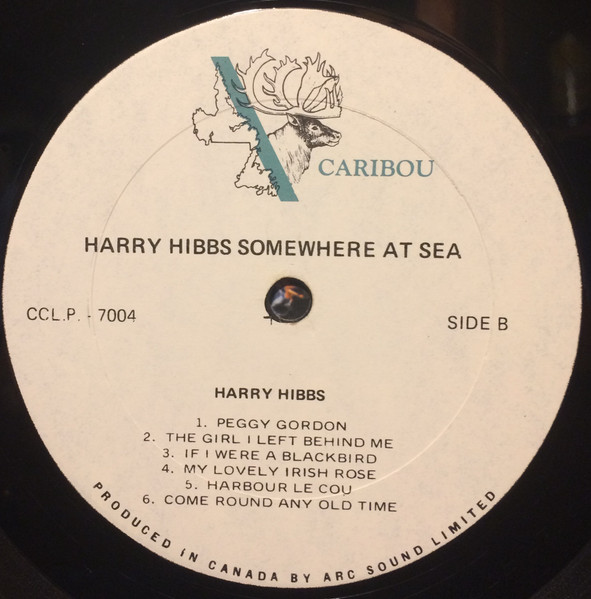 CARIBOU
HARRY HIBBS SOMEWHERE AT SEA
CCL.P. - 7004
SIDE B
HARRY HIBBS
1. PEGGY GORDON
2. THE GIRL I LEFT BEHIND ME
3. IF I WERE A BLACKBIRD
4. MY LOVELY IRISH ROSE
5. HARBOUR LE COU
6. COME ROUND ANY OLD TIME
PRODUCED IN CANADA BY ARC SOUND LIMITED